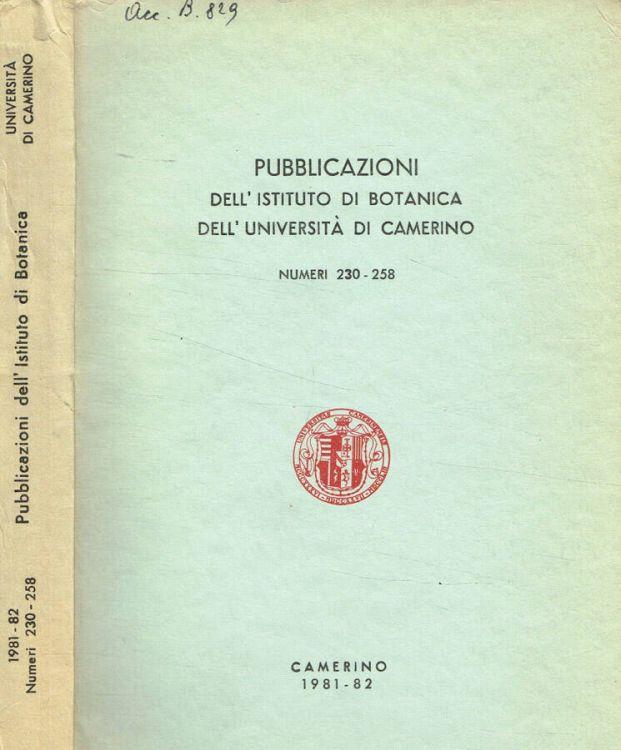 Acc. B. 829
PUBBLICAZIONI
DELL' ISTITUTO DI BOTANICA
DELL' UNIVERSITÀ DI CAMERINO
NUMERI 230 - 258
CAMERINO
1981 - 82
UNIVERSITÀ
DI CAMERINO
Pubblicazioni dell' Istituto di Botanica
1981 - 82
Numeri 230 - 258